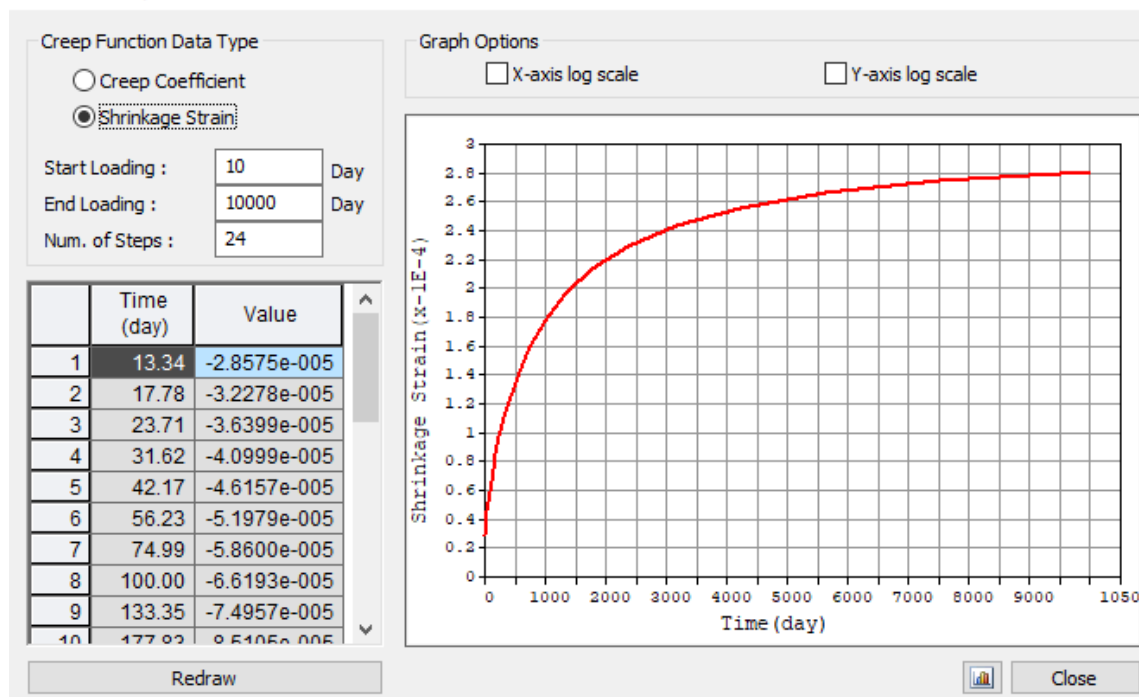 Creep Function Data Type
Creep Coefficient
Shrinkage Strain
Start Loading : 10 Day
End Loading : 10000 Day
Num. of Steps : 24
Time (day) Value
1 13.34 -2.8575e-005
2 17.78 -3.2278e-005
3 23.71 -3.6399e-005
4 31.62 -4.0999e-005
5 42.17 -4.6157e-005
6 56.23 -5.1979e-005
7 74.99 -5.8600e-005
8 100.00 -6.6193e-005
9 133.35 -7.4957e-005
10 177.83 -8.5105e-005
Redraw
Graph Options
X-axis log scale Y-axis log scale
Shrinkage Strain(x-1E-4)
3
2.8
2.6
2.4
2.2
2
1.8
1.6
1.4
1.2
1
0.8
0.6
0.4
0.2
0
0 1000 2000 3000 4000 5000 6000 7000 8000 9000 1050
Time(day)
Close